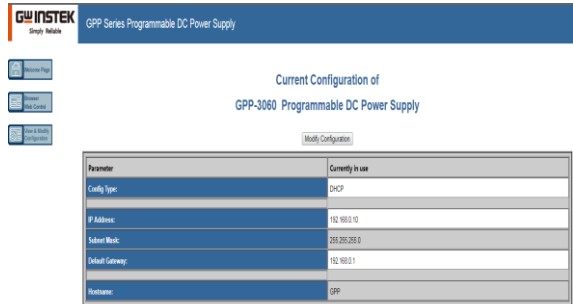 GW INSTEK
Simply Reliable
GPP Series Programmable DC Power Supply
Welcome Page
Browser
Web Control
View & Modify
Configuration
Current Configuration of
GPP-3060 Programmable DC Power Supply
Modify Configuration
Parameter Currently in use
Config Type: DHCP
IP Address: 192.168.0.10
Subnet Mask: 255.255.255.0
Default Gateway: 192.168.0.1
Hostname: GPP